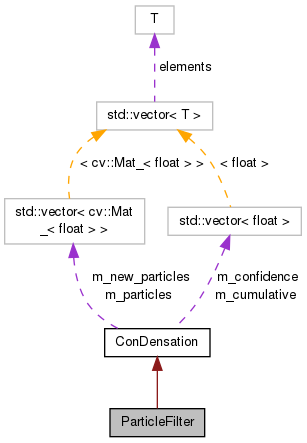 T
elements
std::vector< T >
< cv::Mat_< float > >
< float >
std::vector< cv::Mat
_< float > >
std::vector< float >
m_new_particles
m_particles
m_confidence
m_cumulative
ConDensation
ParticleFilter